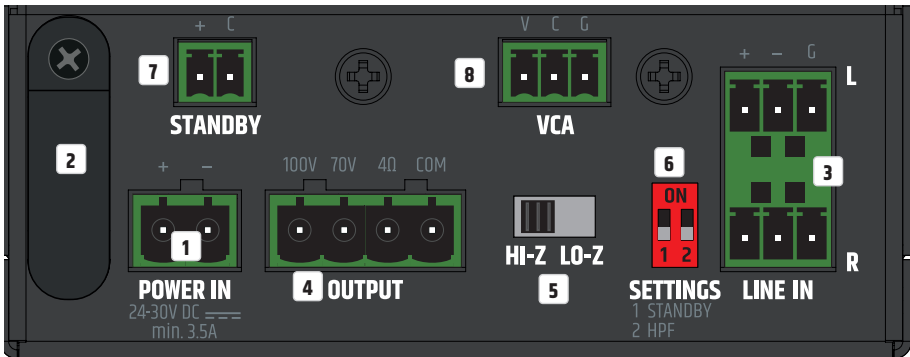 + C
7
STANDBY
V C G
8
VCA
+ - G
L
3
R
LINE IN
2
+ -
1
POWER IN
24-30V DC
min. 3.5A
100V 70V 4Ω COM
4 OUTPUT
HI-Z LO-Z
5
6
ON
1 2
SETTINGS
1 STANDBY
2 HPF